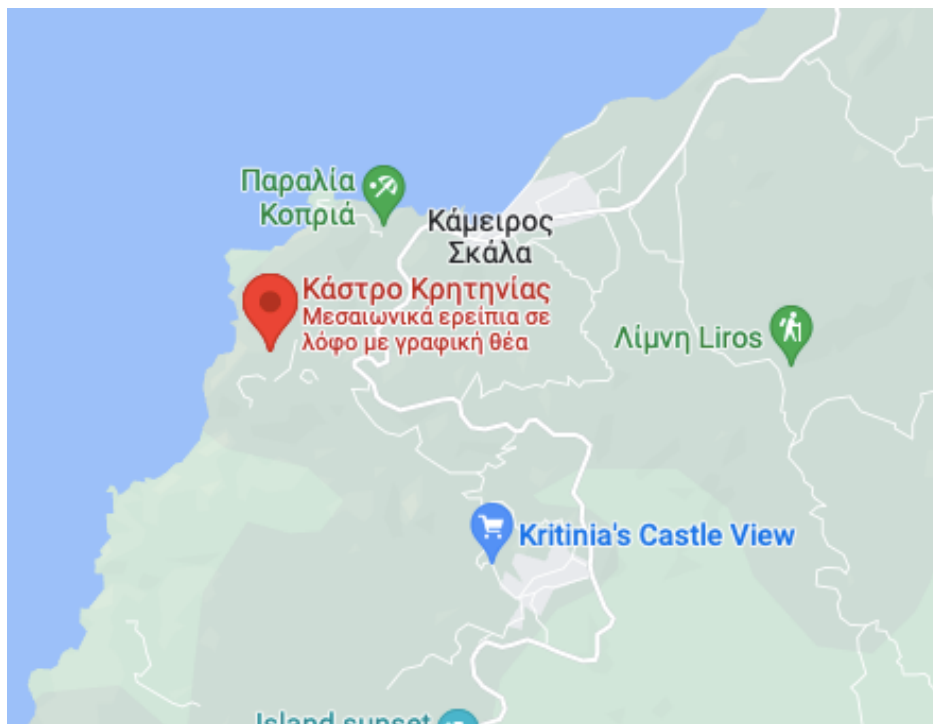 Παραλία
Κοπριά
Κάμειρος
Σκάλα
Κάστρο Κρητηνίας
Μεσαιωνικά ερείπια σε
λόφο με γραφική θέα
Λίμνη Liros
Kritinia's Castle View
Island sunset